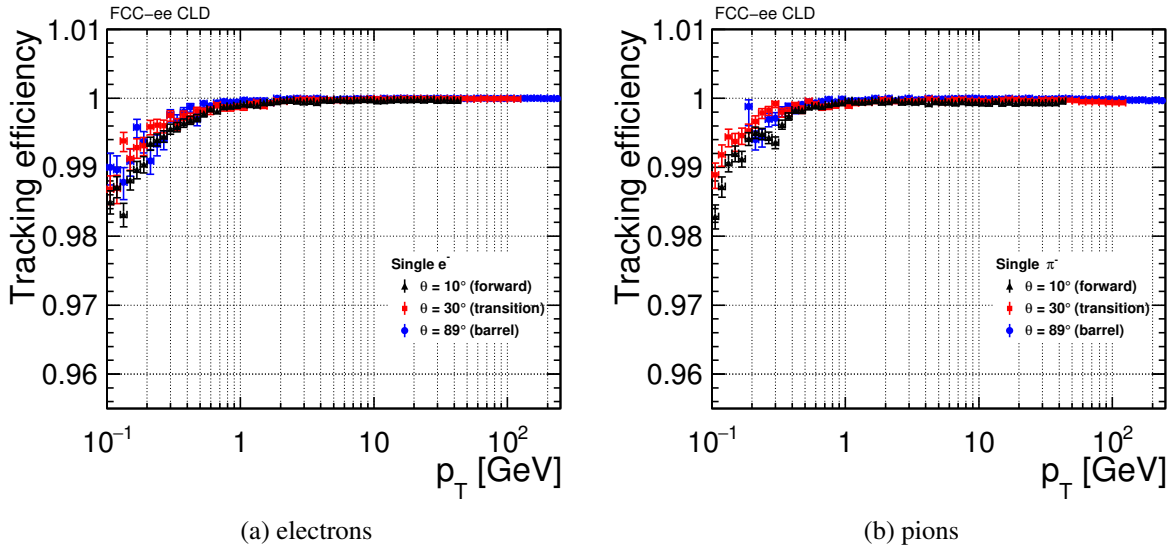 FCC-ee CLD
Tracking efficiency
1.01
1
0.99
0.98
0.97
0.96
Single e⁻
θ = 10° (forward)
θ = 30° (transition)
θ = 89° (barrel)
10⁻¹ 1 10 10²
p_T [GeV]
(a) electrons
FCC-ee CLD
Tracking efficiency
1.01
1
0.99
0.98
0.97
0.96
Single π⁻
θ = 10° (forward)
θ = 30° (transition)
θ = 89° (barrel)
10⁻¹ 1 10 10²
p_T [GeV]
(b) pions